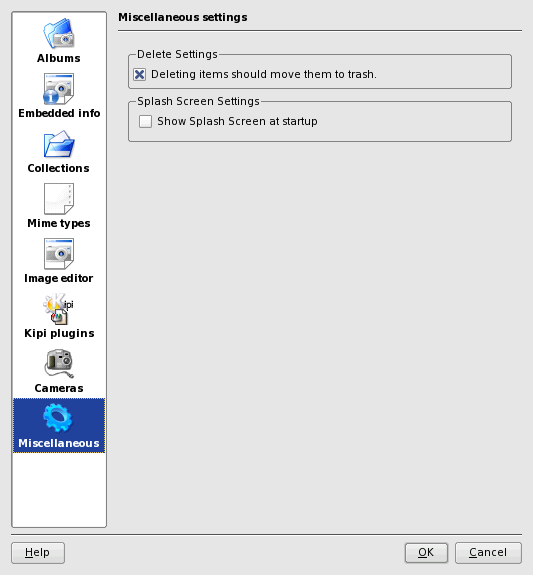 Albums
Embedded info
Collections
Mime types
Image editor
ipi
Kipi plugins
Cameras
Miscellaneous
Miscellaneous settings
Delete Settings
Deleting items should move them to trash.
Splash Screen Settings
Show Splash Screen at startup
Help
OK
Cancel